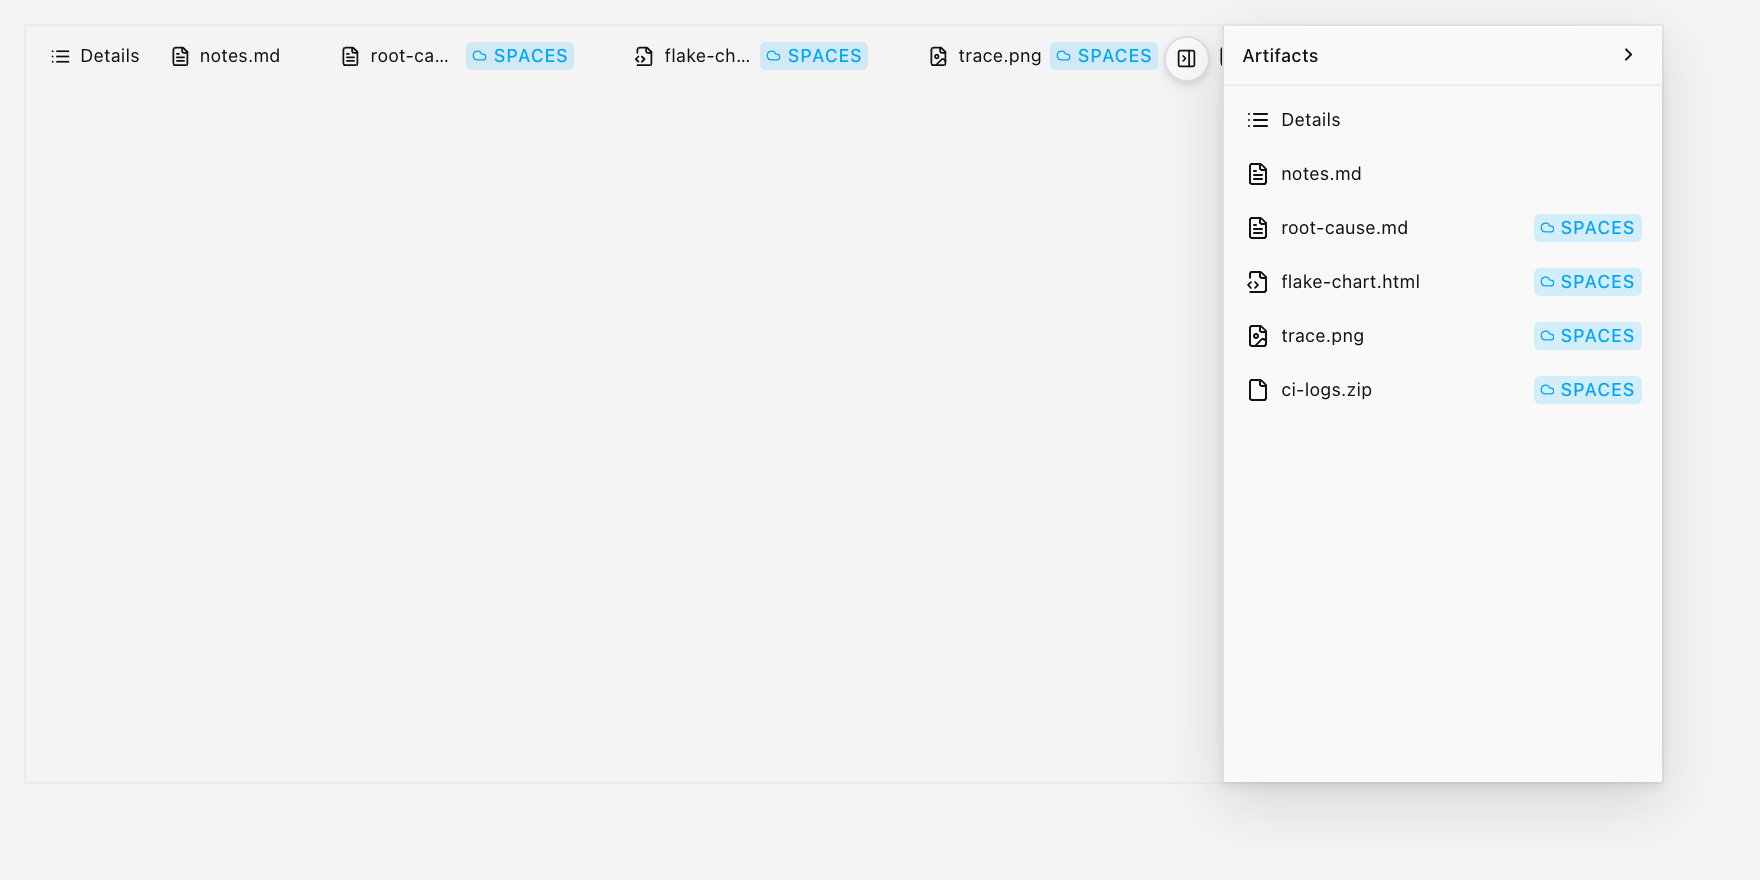 Details notes.md root-ca... SPACES flake-ch... SPACES trace.png SPACES
Artifacts
Details
notes.md
root-cause.md SPACES
flake-chart.html SPACES
trace.png SPACES
ci-logs.zip SPACES